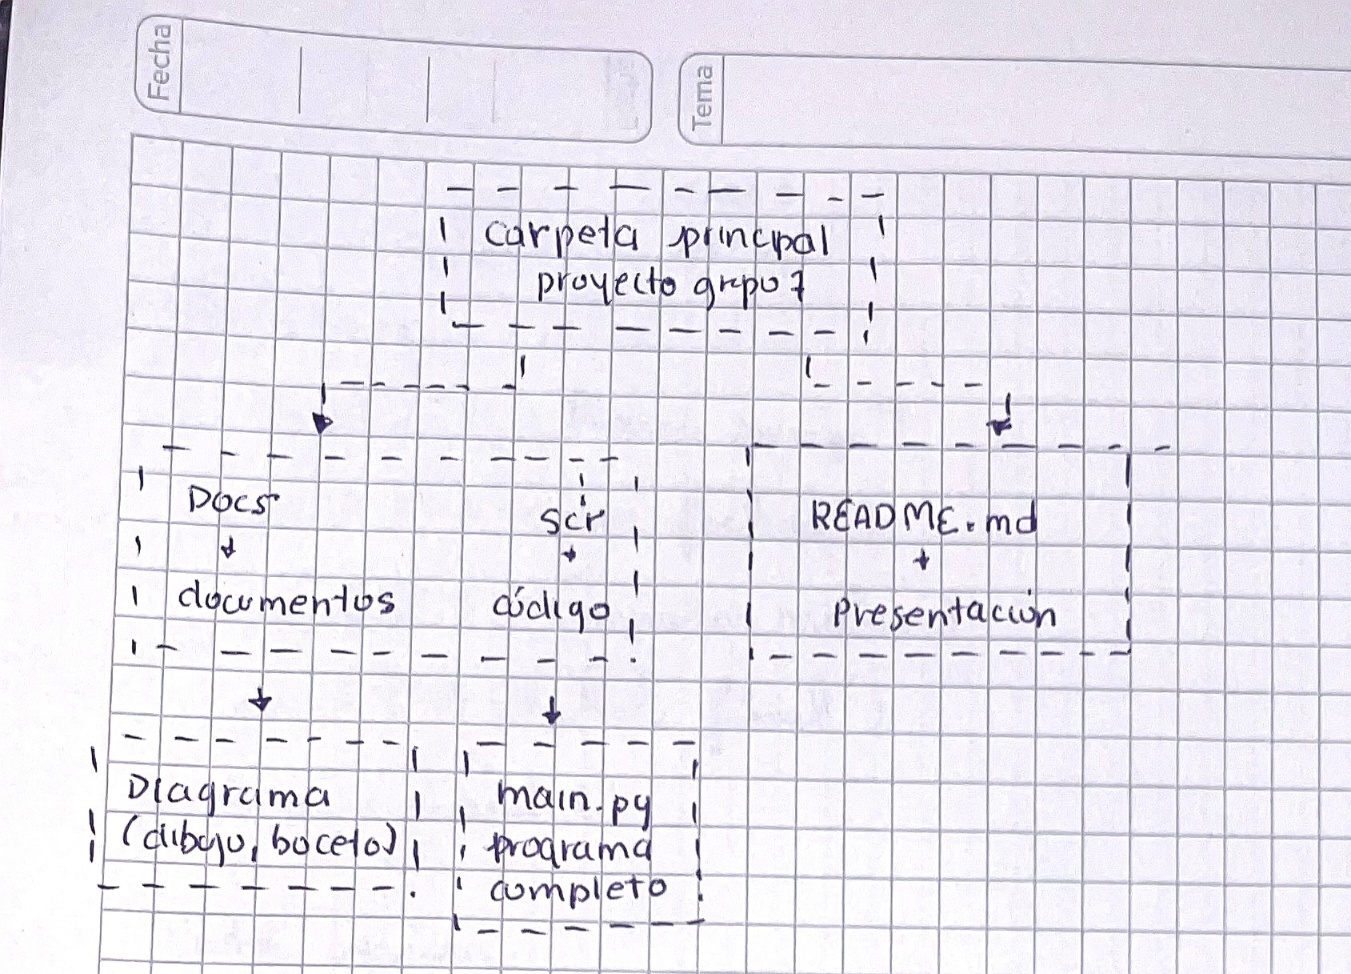 Fecha
Tema
carpeta principal
proyecto grupo 7
Docs
scr
README.md
documentos
código
Presentación
Diagrama
(dibujo, boceto)
main.py
programa
completo